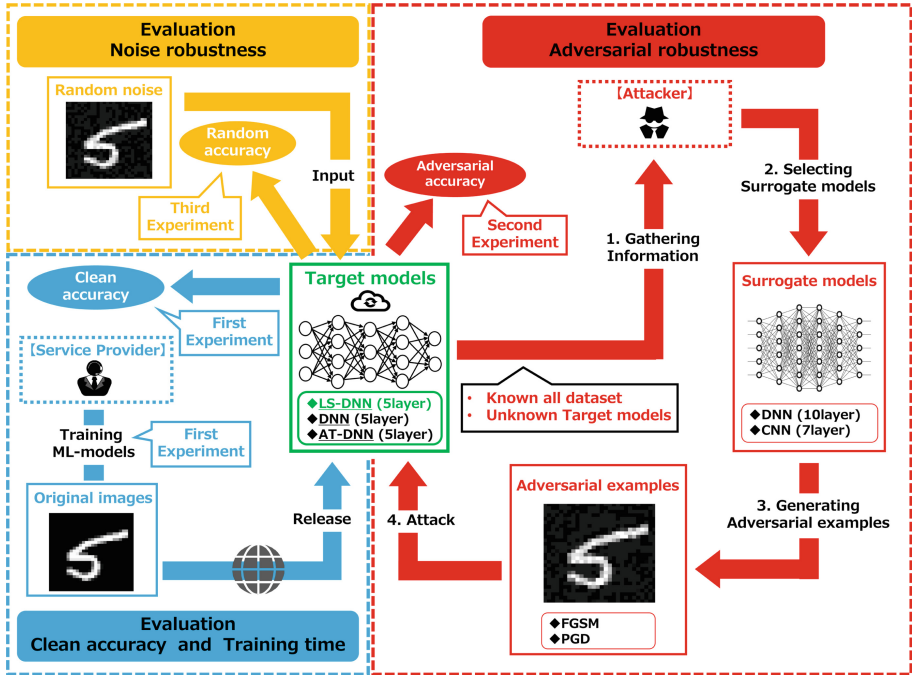 Evaluation
Noise robustness
Random noise
Random
accuracy
Input
Third
Experiment
Evaluation
Adversarial robustness
【Attacker】
Adversarial
accuracy
Second
Experiment
1. Gathering
Information
2. Selecting
Surrogate models
Clean
accuracy
First
Experiment
【Service Provider】
Training
ML-models
First
Experiment
Original images
Release
Evaluation
Clean accuracy and Training time
Target models
◆LS-DNN (5layer)
◆DNN (5layer)
◆AT-DNN (5layer)
• Known all dataset
• Unknown Target models
Surrogate models
◆DNN (10layer)
◆CNN (7layer)
3. Generating
Adversarial examples
Adversarial examples
◆FGSM
◆PGD
4. Attack